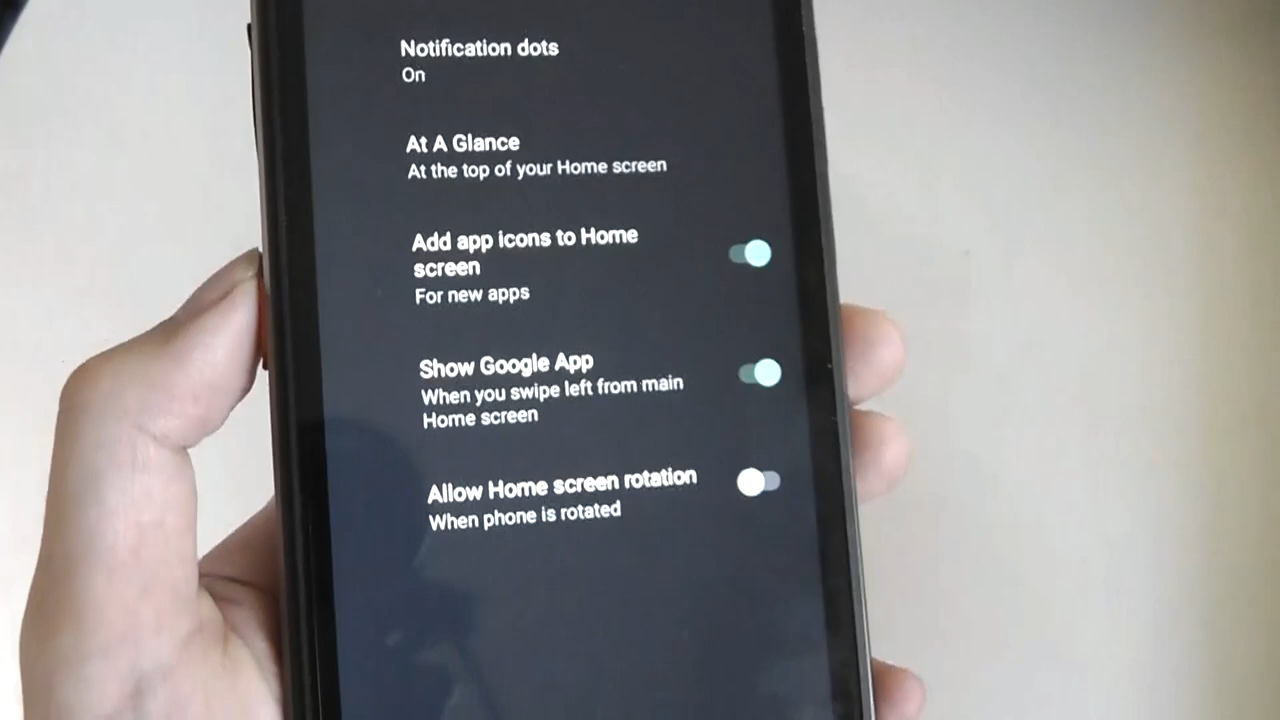 Notification dots
On
At A Glance
At the top of your Home screen
Add app icons to Home
screen
For new apps
Show Google App
When you swipe left from main
Home screen
Allow Home screen rotation
When phone is rotated